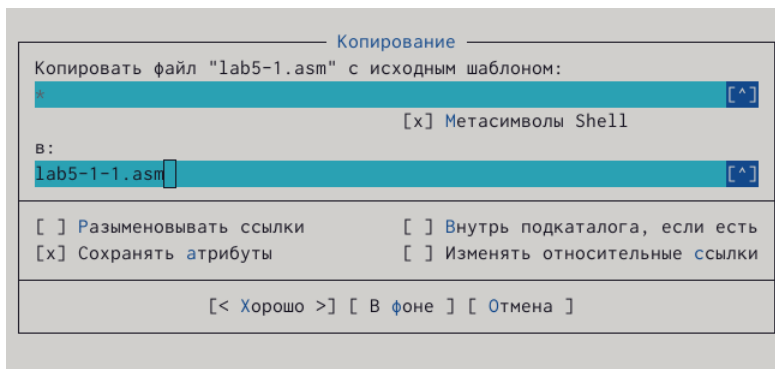 Копирование
Копировать файл "lab5-1.asm" с исходным шаблоном:
* [^]
[x] Метасимволы Shell
в:
lab5-1-1.asm [^]
[ ] Разыменовывать ссылки [ ] Внутрь подкаталога, если есть
[x] Сохранять атрибуты [ ] Изменять относительные ссылки
[< Хорошо >] [ В фоне ] [ Отмена ]